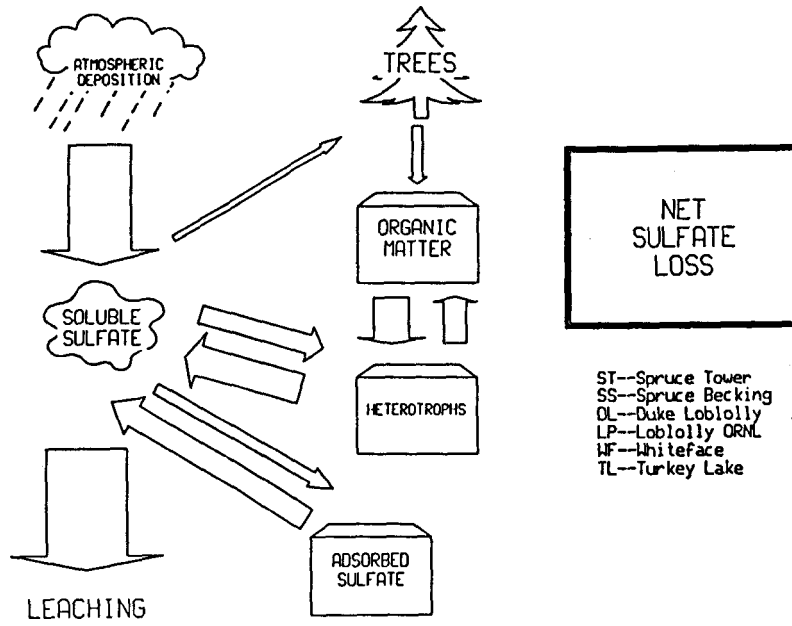 ATMOSPHERIC
DEPOSITION
TREES
ORGANIC
MATTER
NET
SULFATE
LOSS
SOLUBLE
SULFATE
HETEROTROPHS
ST--Spruce Tower
SS--Spruce Becking
DL--Duke Loblolly
LP--Loblolly ORNL
WF--Whiteface
TL--Turkey Lake
ADSORBED
SULFATE
LEACHING